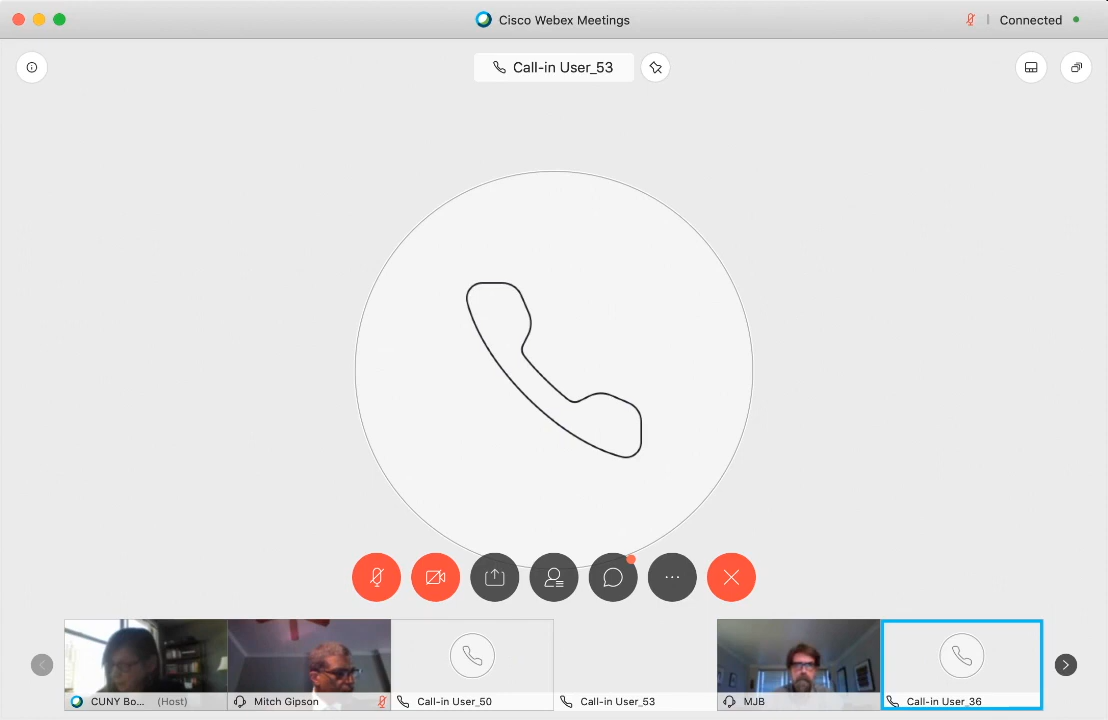 Cisco Webex Meetings
Connected
Call-in User_53
CUNY Bo... (Host)
Mitch Gipson
Call-in User_50
Call-in User_53
MJB
Call-in User_36